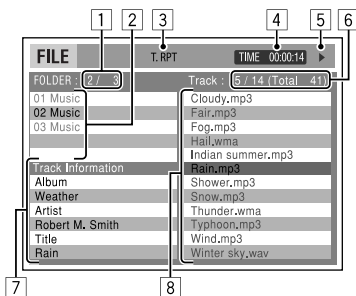 1 2 3 4 5 6
FILE T. RPT TIME 00:00:14
FOLDER : 2 / 3 Track : 5 / 14 (Total 41)
01 Music
02 Music
03 Music
Track Information
Album
Weather
Artist
Robert M. Smith
Title
Rain
Cloudy.mp3
Fair.mp3
Fog.mp3
Hail.wma
Indian summer.mp3
Rain.mp3
Shower.mp3
Snow.mp3
Thunder.wma
Typhoon.mp3
Wind.mp3
Winter sky.wav
7 8